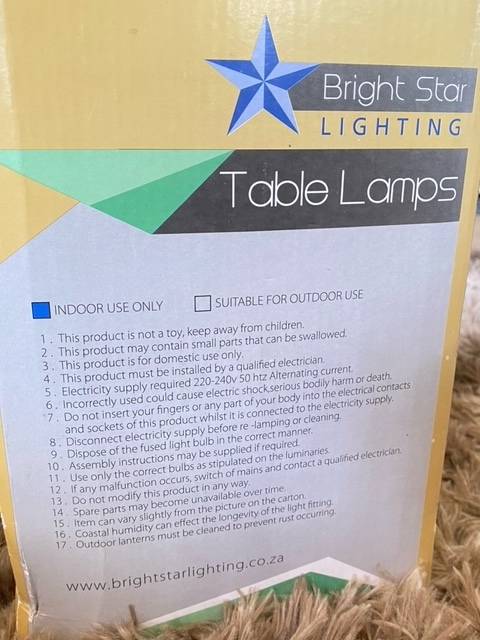 Bright Star
LIGHTING
Table Lamps
INDOOR USE ONLY SUITABLE FOR OUTDOOR USE
1 . This product is not a toy, keep away from children.
2 . This product may contain small parts that can be swallowed.
3 . This product is for domestic use only.
4 . This product must be installed by a qualified electrician.
5 . Electricity supply required 220-240v 50 htz Alternating current.
6 . Incorrectly used could cause electric shock,serious bodily harm or death.
7 . Do not insert your fingers or any part of your body into the electrical contacts
and sockets of this product whilst it is connected to the electricity supply.
8 . Disconnect electricity supply before re -lamping or cleaning.
9 . Dispose of the fused light bulb in the correct manner.
10 . Assembly instructions may be supplied if required.
11 . Use only the correct bulbs as stipulated on the luminaries.
12 . If any malfunction occurs, switch of mains and contact a qualified electrician.
13 . Do not modify this product in any way.
14 . Spare parts may become unavailable over time.
15 . Item can vary slightly from the picture on the carton.
16 . Coastal humidity can effect the longevity of the light fitting.
17 . Outdoor lanterns must be cleaned to prevent rust occurring.
www.brightstarlighting.co.za